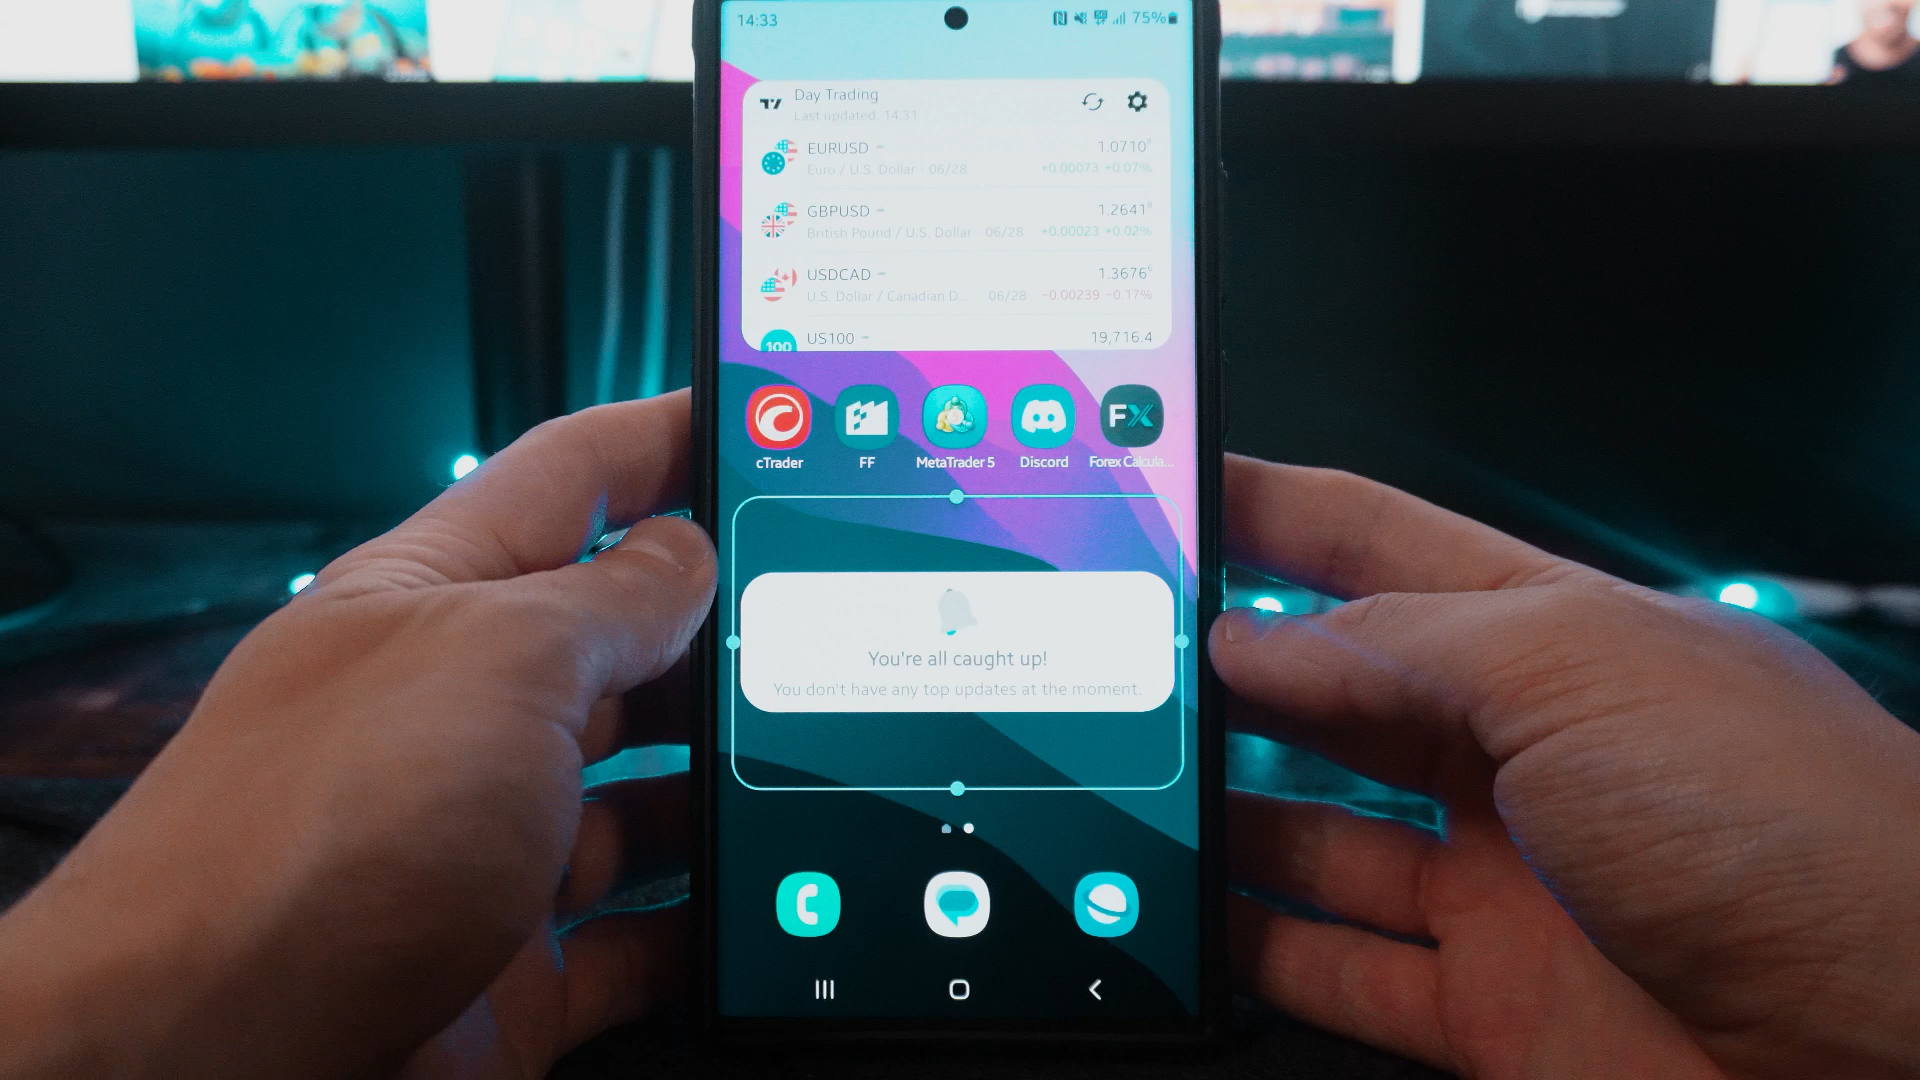 14:33 75%
Day Trading
Last updated: 14:31
EURUSD – 1.0710⁸
Euro / U.S. Dollar · 06/28 +0.00073 +0.07%
GBPUSD – 1.2641⁸
British Pound / U.S. Dollar 06/28 +0.00023 +0.02%
USDCAD – 1.3676⁶
U.S. Dollar / Canadian D... 06/28 −0.00239 −0.17%
100 US100 – 19,716.4
FX
cTrader FF MetaTrader 5 Discord Forex Calcula...
You're all caught up!
You don't have any top updates at the moment.